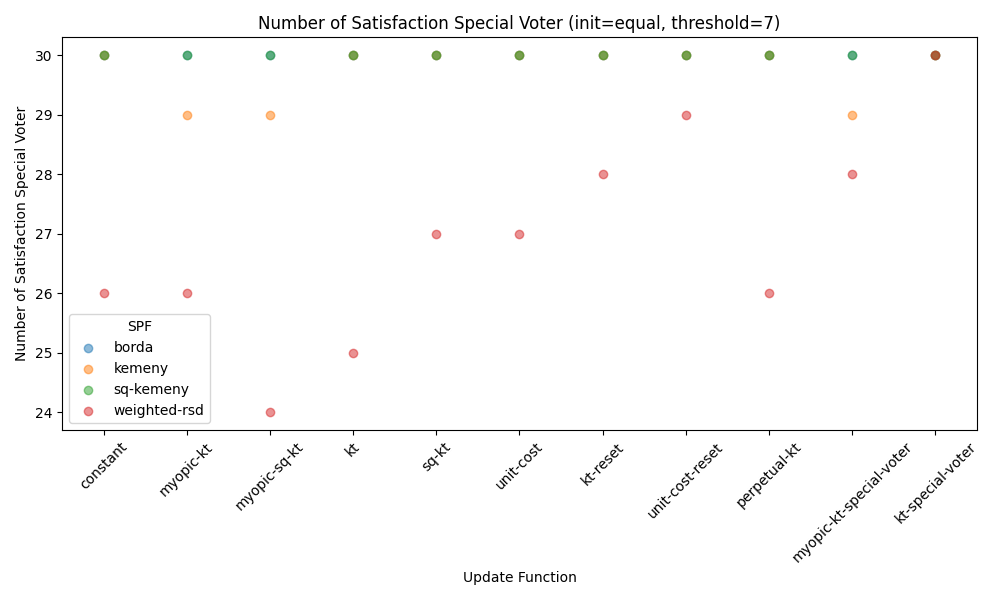 Number of Satisfaction Special Voter (init=equal, threshold=7)
Number of Satisfaction Special Voter
30
29
28
27
26
25
24
SPF
borda
kemeny
sq-kemeny
weighted-rsd
constant
myopic-kt
myopic-sq-kt
kt
sq-kt
unit-cost
kt-reset
unit-cost-reset
perpetual-kt
myopic-kt-special-voter
kt-special-voter
Update Function